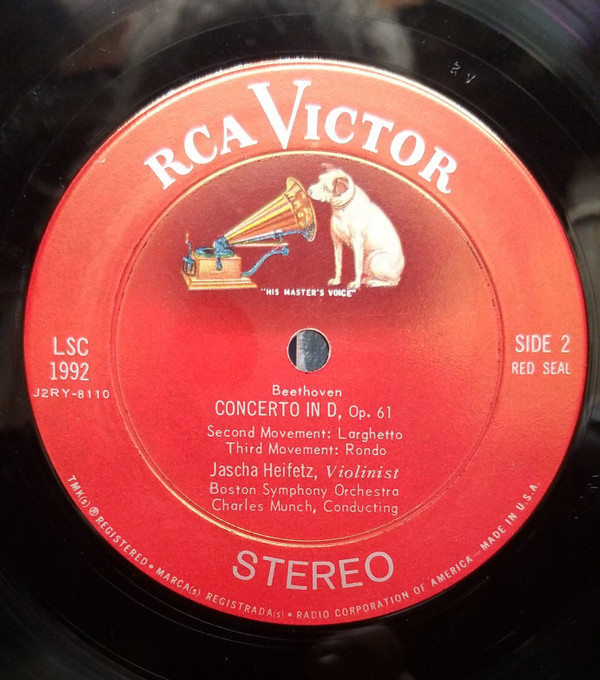 RCA VICTOR
"HIS MASTER'S VOICE"
LSC
1992
J2RY-8110
SIDE 2
RED SEAL
Beethoven
CONCERTO IN D, Op. 61
Second Movement: Larghetto
Third Movement: Rondo
Jascha Heifetz, Violinist
Boston Symphony Orchestra
Charles Munch, Conducting
STEREO
TMK(s) ® REGISTERED • MARCA(s) REGISTRADA(s) • RADIO CORPORATION OF AMERICA—MADE IN U.S.A.